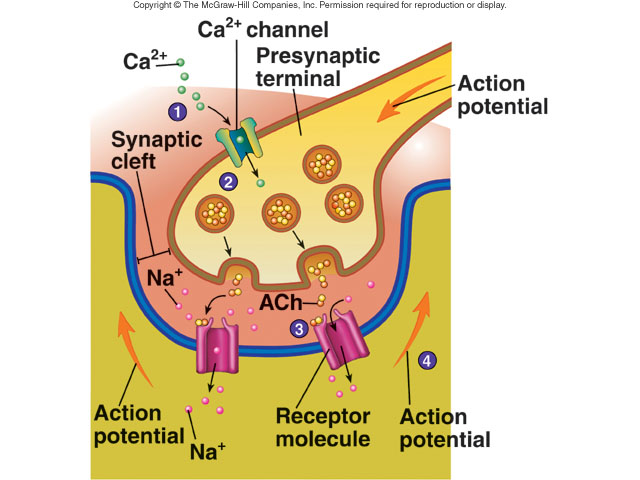 Copyright © The McGraw-Hill Companies, Inc. Permission required for reproduction or display.
Ca2+ channel
Ca2+
Presynaptic
terminal
Action
potential
1
Synaptic
cleft
2
Na+
ACh
3
4
Action
potential
Na+
Receptor
molecule
Action
potential